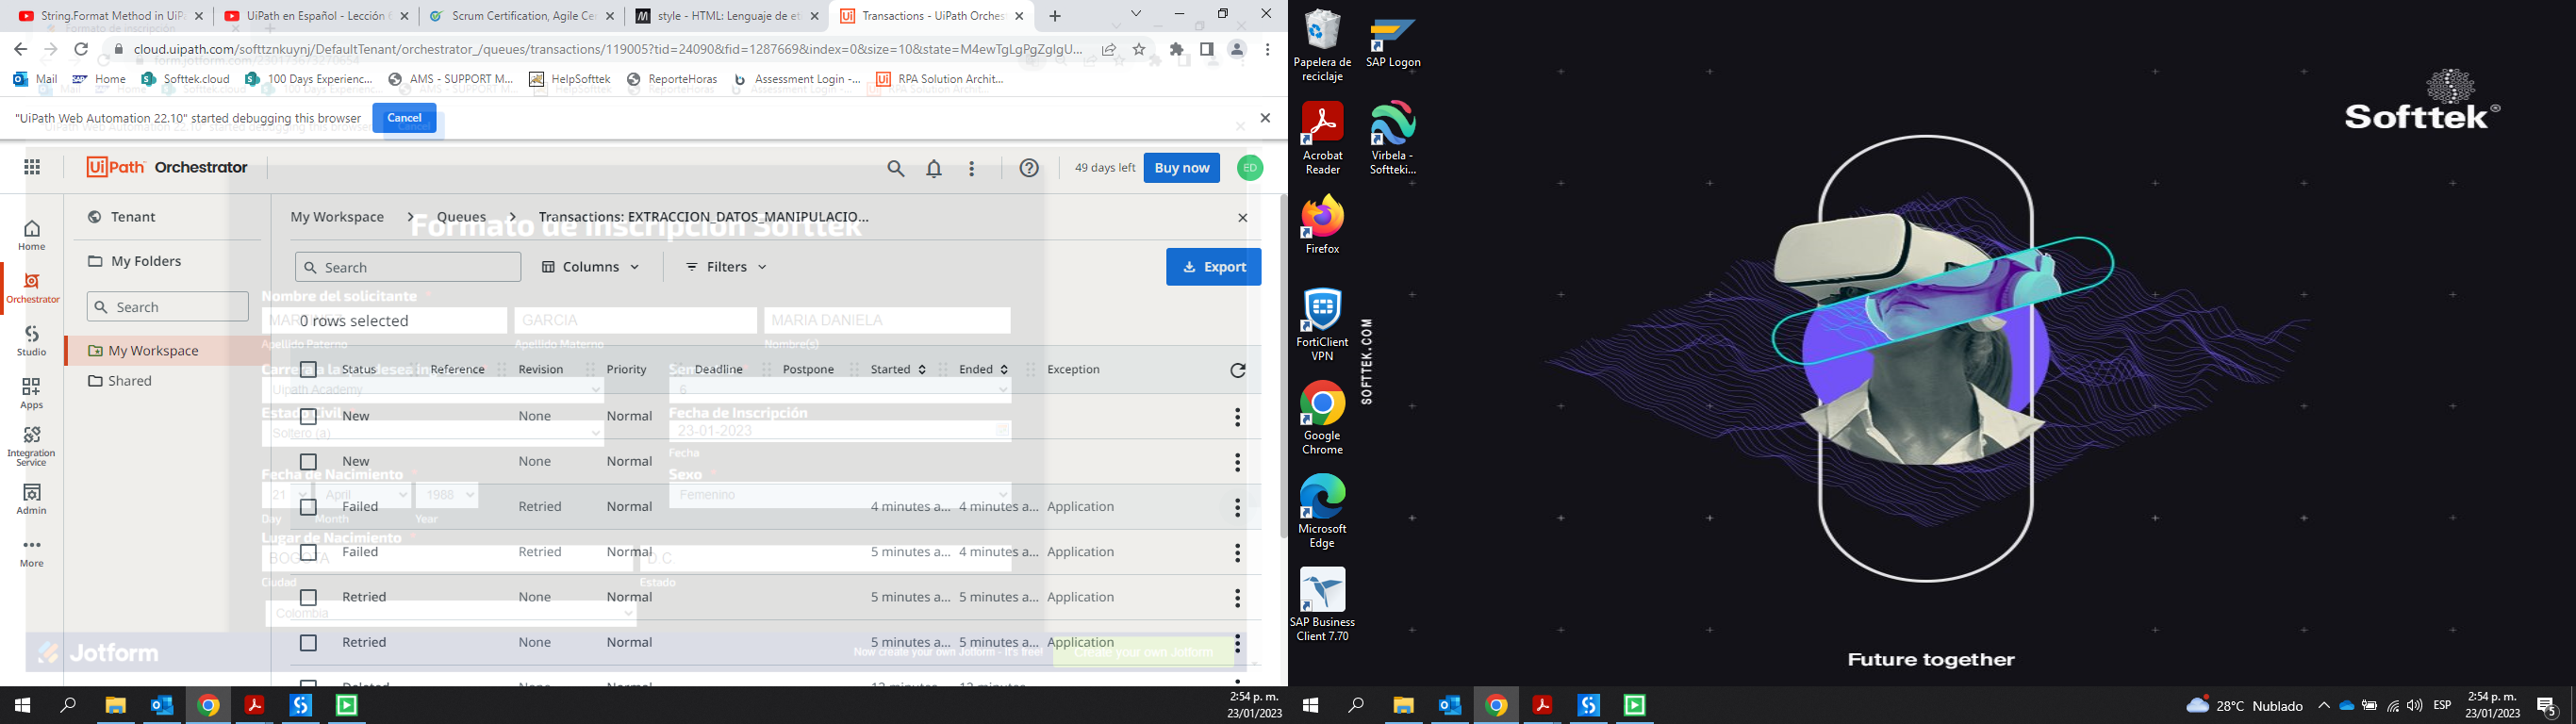 String.Format Method in UiPa
UiPath en Español - Lección 6
Scrum Certification, Agile Cer
style - HTML: Lenguaje de et
Transactions - UiPath Orches
cloud.uipath.com/softtznkuynj/DefaultTenant/orchestrator_/queues/transactions/119005?tid=24090&fid=1287669&index=0&size=10&state=M4ewTgLgPgZglgU...
Mail
Home
Softtek.cloud
100 Days Experienc...
AMS - SUPPORT M...
HelpSofttek
ReporteHoras
Assessment Login -...
RPA Solution Archit...
"UiPath Web Automation 22.10" started debugging this browser
Cancel
UiPath Orchestrator
49 days left
Buy now
ED
Home
Orchestrator
Studio
Apps
Integration
Service
Admin
More
Tenant
My Folders
Search
My Workspace
Shared
My Workspace > Queues > Transactions: EXTRACCION_DATOS_MANIPULACIO...
Formato de Inscripción Softtek
Search
Columns
Filters
Export
Nombre del solicitante *
0 rows selected
GARCIA
MARIA DANIELA
Apellido Paterno
Apellido Materno
Nombre(s)
Status Reference Revision Priority Deadline Postpone Started Ended Exception
Uipath Academy
6
Estado Civil
Fecha de Inscripción
New None Normal
Soltero (a)
23-01-2023
Fecha
New None Normal
Fecha de Nacimiento *
Sexo *
21 April 1988
Femenino
Failed Retried Normal 4 minutes a... 4 minutes a... Application
Day Month Year
Lugar de Nacimiento *
Failed Retried Normal 5 minutes a... 4 minutes a... Application
BOGOTA
D.C.
Ciudad
Estado
Retried None Normal 5 minutes a... 5 minutes a... Application
Colombia
Retried None Normal 5 minutes a... 5 minutes a... Application
Jotform
Now create your own Jotform - It's free!
Create your own Jotform
Deleted None Normal
2:54 p. m.
23/01/2023
Papelera de
reciclaje
SAP Logon
Acrobat
Reader
Virbela -
Softteki...
Firefox
FortiClient
VPN
Google
Chrome
Microsoft
Edge
SAP Business
Client 7.70
SOFTTEK.COM
Softtek®
Future together
28°C Nublado
ESP
2:54 p. m.
23/01/2023
5